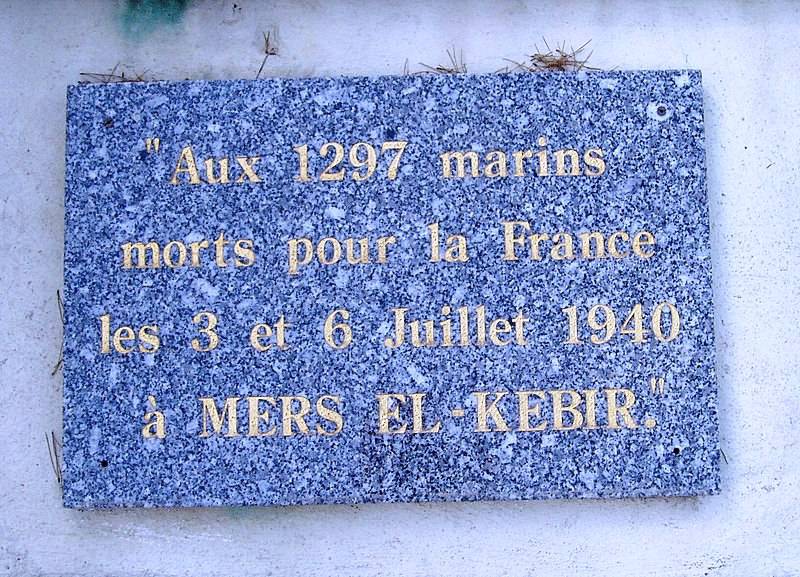 "Aux 1297 marins
morts pour la France
les 3 et 6 Juillet 1940
à MERS EL-KEBIR."